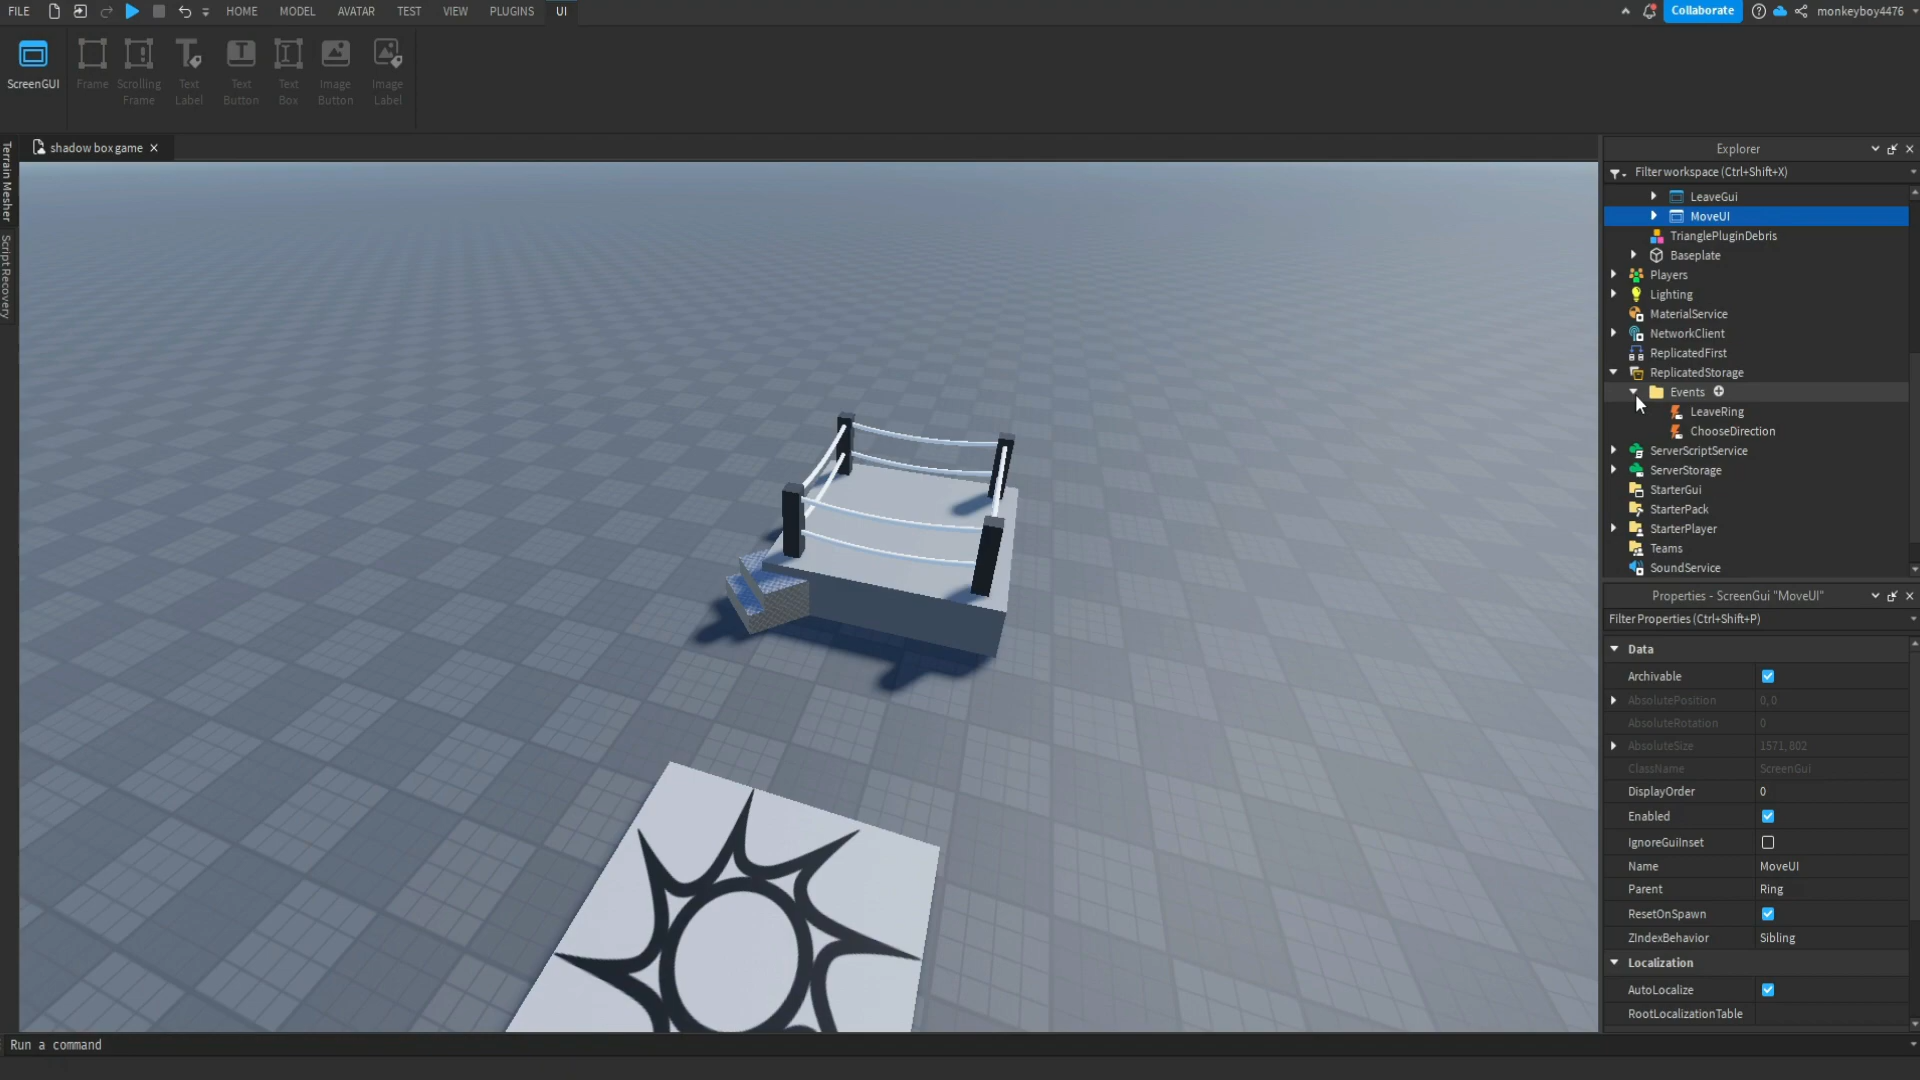 FILE
HOME
MODEL
AVATAR
TEST
VIEW
PLUGINS
UI
Collaborate
monkeyboy4476
ScreenGUI
Frame
Scrolling
Frame
Text
Label
Text
Button
Text
Box
Image
Button
Image
Label
Terrain Mesher
Script Recovery
shadow box game
Explorer
Filter workspace (Ctrl+Shift+X)
LeaveGui
MoveUI
TrianglePluginDebris
Baseplate
Players
Lighting
MaterialService
NetworkClient
ReplicatedFirst
ReplicatedStorage
Events
LeaveRing
ChooseDirection
ServerScriptService
ServerStorage
StarterGui
StarterPack
StarterPlayer
Teams
SoundService
Properties - ScreenGui "MoveUI"
Filter Properties (Ctrl+Shift+P)
Data
Archivable
AbsolutePosition 0, 0
AbsoluteRotation 0
AbsoluteSize 1571, 802
ClassName ScreenGui
DisplayOrder 0
Enabled
IgnoreGuiInset
Name MoveUI
Parent Ring
ResetOnSpawn
ZIndexBehavior Sibling
Localization
AutoLocalize
RootLocalizationTable
Run a command